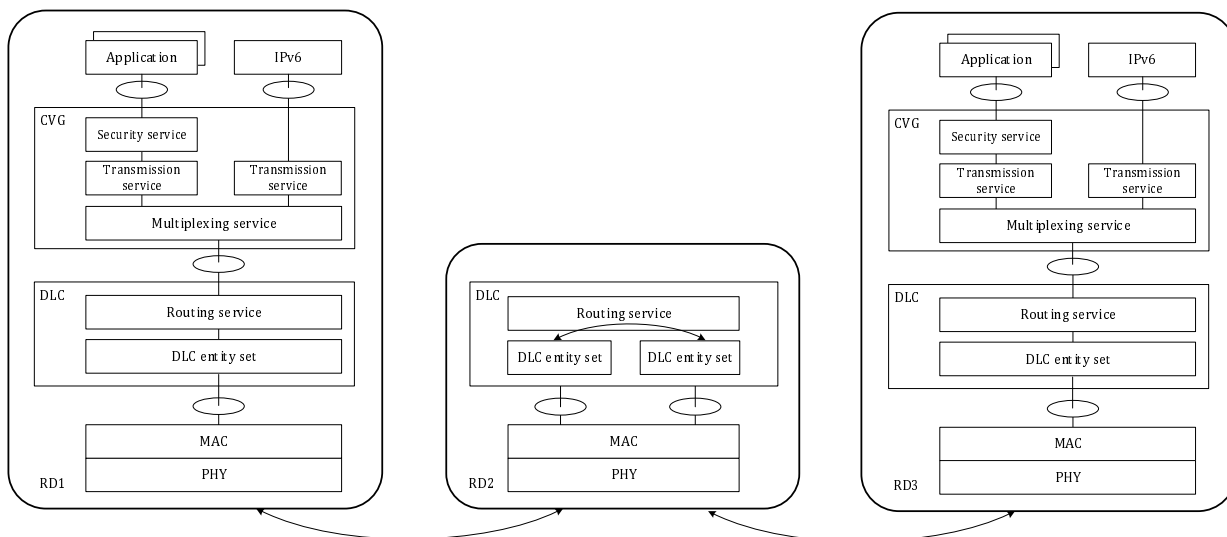 Application
IPv6
CVG
Security service
Transmission
service
Transmission
service
Multiplexing service
DLC
Routing service
DLC entity set
MAC
PHY
RD1
DLC
Routing service
DLC entity set
DLC entity set
MAC
PHY
RD2
Application
IPv6
CVG
Security service
Transmission
service
Transmission
service
Multiplexing service
DLC
Routing service
DLC entity set
MAC
PHY
RD3